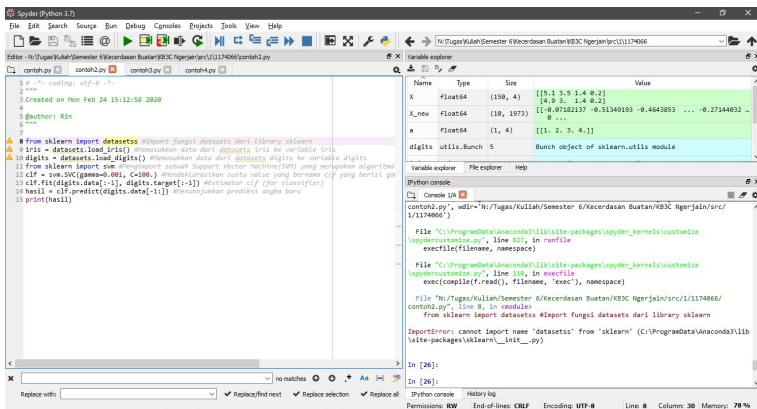 Spyder (Python 3.7)
File Edit Search Source Run Debug Consoles Projects Tools View Help
N:\Tugas\Kuliah\Semester 6\Kecerdasan Buatan\KB3C Ngerjain\src\1\1174066
Editor - N:\Tugas\Kuliah\Semester 6\Kecerdasan Buatan\KB3C Ngerjain\src\1\1174066\contoh2.py
contoh.py contoh2.py contoh3.py contoh4.py
1 # -*- coding: utf-8 -*-
2 """
3 Created on Mon Feb 24 15:12:58 2020
4
5 @author: Rin
6 """
7
8 from sklearn import datasetss #Import fungsi datasets dari library sklearn
9 iris = datasets.load_iris() #Memasukkan data dari datasets iris ke variable iris
10 digits = datasets.load_digits() #Memasukkan data dari datasets digits ke variable digits
11 from sklearn import svm #Mengimport sebuah Support Vector Machine(SVM) yang merupakan algoritma
12 clf = svm.SVC(gamma=0.001, C=100.) #Mendeklarasikan suatu value yang bernama clf yang berisi gam
13 clf.fit(digits.data[:-1], digits.target[:-1]) #Estimator clf (for classifier)
14 hasil = clf.predict(digits.data[-1:]) #Menunnjukkan prediksi angka baru
15 print(hasil)
no matches Aa
Replace with: Replace/find next Replace selection Replace all
Variable explorer
Name Type Size Value
X float64 (150, 4) [[5.1 3.5 1.4 0.2]
[4.9 3. 1.4 0.2]
X_new float64 (10, 1973) [[-0.07182137 -0.51349193 -0.4643853 ... -0.27144032 …
0 ...
a float64 (1, 4) [[1. 2. 3. 4.]]
digits utils.Bunch 5 Bunch object of sklearn.utils module
Variable explorer File explorer Help
IPython console
Console 1/A
contoh2.py', wdir='N:/Tugas/Kuliah/Semester 6/Kecerdasan Buatan/KB3C Ngerjain/src/
1/1174066')
File "C:\ProgramData\Anaconda3\lib\site-packages\spyder_kernels\customize
\spydercustomize.py", line 827, in runfile
execfile(filename, namespace)
File "C:\ProgramData\Anaconda3\lib\site-packages\spyder_kernels\customize
\spydercustomize.py", line 110, in execfile
exec(compile(f.read(), filename, 'exec'), namespace)
File "N:/Tugas/Kuliah/Semester 6/Kecerdasan Buatan/KB3C Ngerjain/src/1/1174066/
contoh2.py", line 8, in <module>
from sklearn import datasetss #Import fungsi datasets dari library sklearn
ImportError: cannot import name 'datasetss' from 'sklearn' (C:\ProgramData\Anaconda3\lib
\site-packages\sklearn\__init__.py)
In [26]:
In [26]:
IPython console History log
Permissions: RW End-of-lines: CRLF Encoding: UTF-8 Line: 8 Column: 30 Memory: 78 %